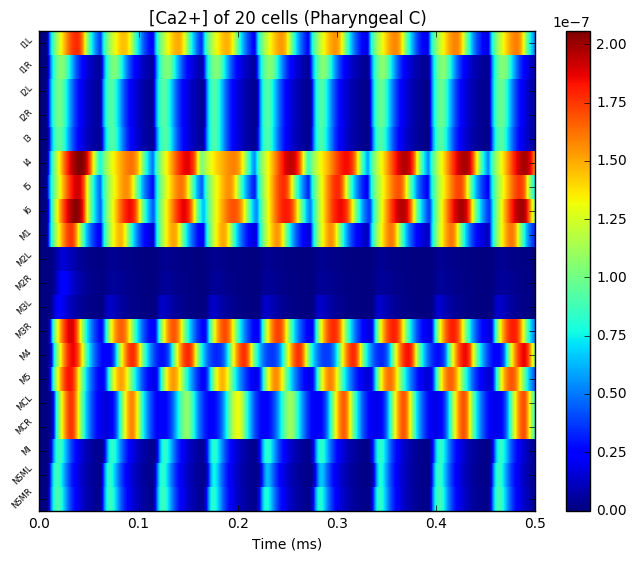 [Ca2+] of 20 cells (Pharyngeal C)
1e−7
I1L
I1R
I2L
I2R
I3
I4
I5
I6
M1
M2L
M2R
M3L
M3R
M4
M5
MCL
MCR
MI
NSML
NSMR
0.0 0.1 0.2 0.3 0.4 0.5
Time (ms)
2.00
1.75
1.50
1.25
1.00
0.75
0.50
0.25
0.00